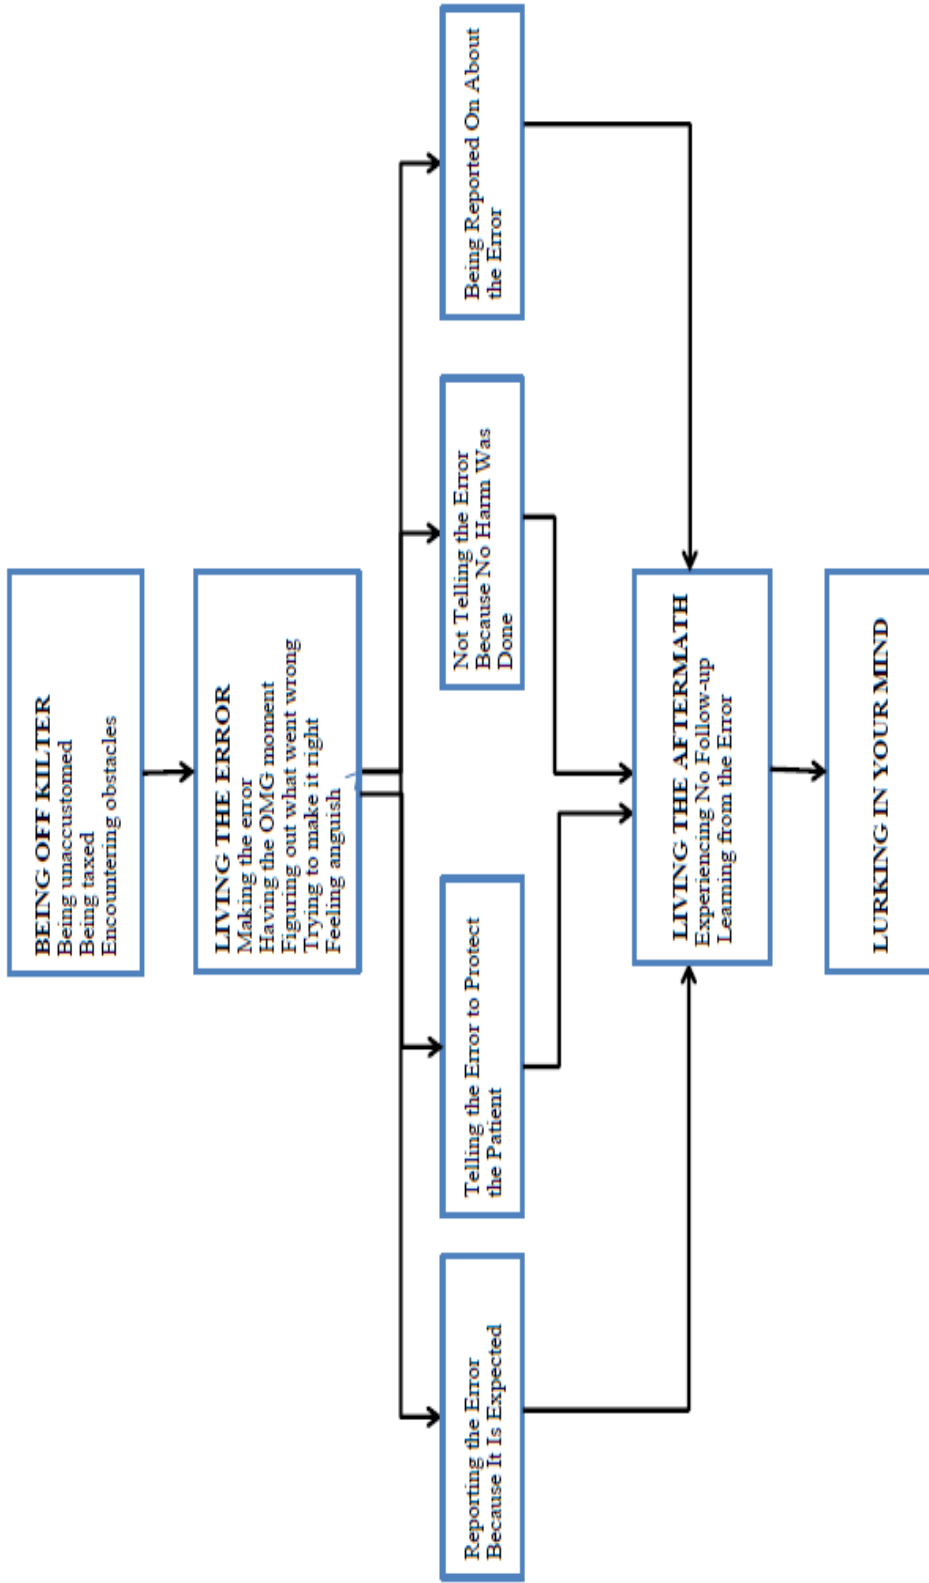 BEING OFF KILTER
Being unaccustomed
Being taxed
Encountering obstacles
LIVING THE ERROR
Making the error
Having the OMG moment
Figuring out what went wrong
Trying to make it right
Feeling anguish
Reporting the Error
Because It Is Expected
Telling the Error to Protect
the Patient
Not Telling the Error
Because No Harm Was
Done
Being Reported On About
the Error
LIVING THE AFTERMATH
Experiencing No Follow-up
Learning from the Error
LURKING IN YOUR MIND